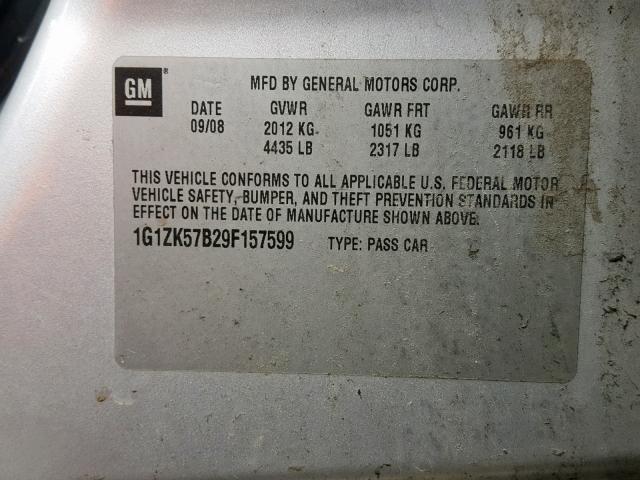 GM®
MFD BY GENERAL MOTORS CORP.
DATE GVWR GAWR FRT GAWR RR
09/08 2012 KG 1051 KG 961 KG
4435 LB 2317 LB 2118 LB
THIS VEHICLE CONFORMS TO ALL APPLICABLE U.S. FEDERAL MOTOR
VEHICLE SAFETY, BUMPER, AND THEFT PREVENTION STANDARDS IN
EFFECT ON THE DATE OF MANUFACTURE SHOWN ABOVE.
1G1ZK57B29F157599 TYPE: PASS CAR